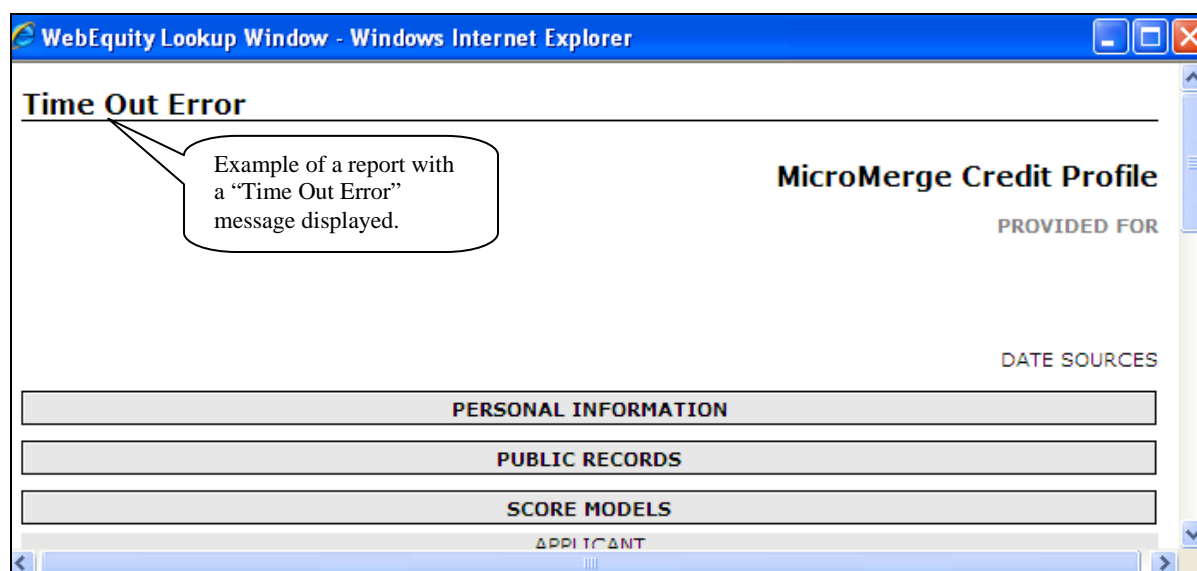 WebEquity Lookup Window - Windows Internet Explorer
Time Out Error
Example of a report with
a “Time Out Error”
message displayed.
MicroMerge Credit Profile
PROVIDED FOR
DATE SOURCES
PERSONAL INFORMATION
PUBLIC RECORDS
SCORE MODELS
APPLICANT